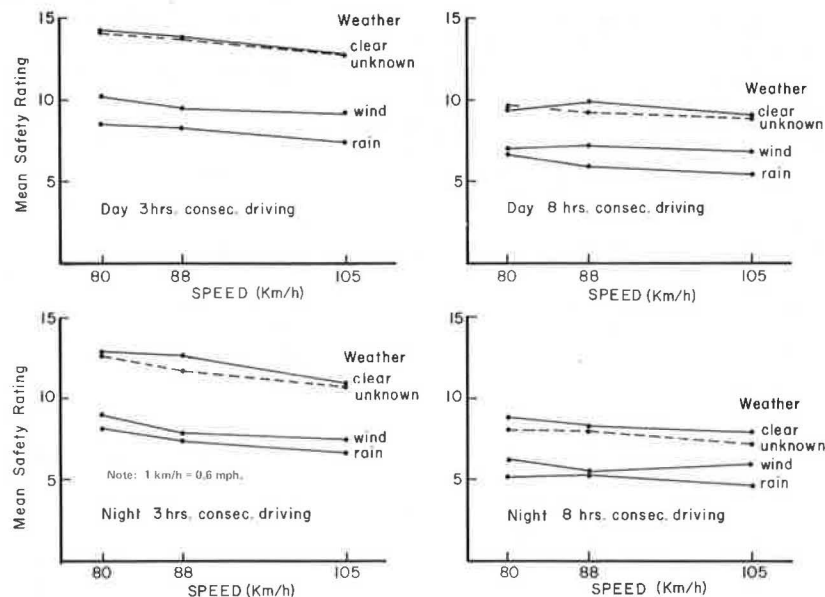 Mean Safety Rating
15
10
5
Weather
clear
unknown
wind
rain
Day 3 hrs. consec. driving
80
88
105
SPEED (Km/h)
15
10
5
Weather
clear
unknown
wind
rain
Day 8 hrs. consec. driving
80
88
105
SPEED (Km/h)
Mean Safety Rating
15
10
5
Weather
clear
unknown
wind
rain
Note: 1 km/h = 0.6 mph.
Night 3 hrs. consec. driving
80
88
105
SPEED (Km/h)
15
10
5
Weather
clear
unknown
wind
rain
Night 8 hrs. consec. driving
80
88
105
SPEED (Km/h)